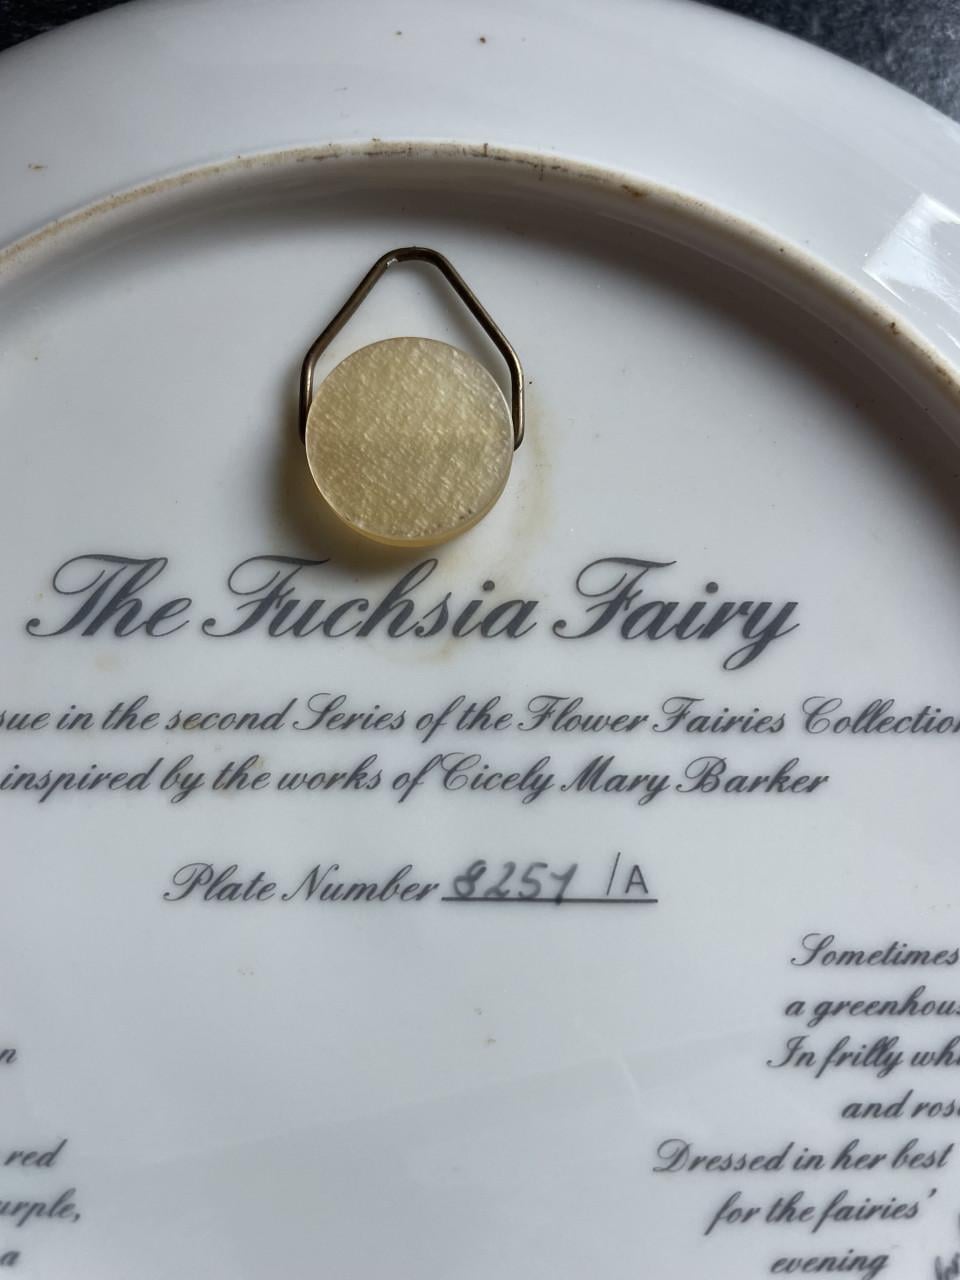 The Fuchsia Fairy
sue in the second Series of the Flower Fairies Collection
inspired by the works of Cicely Mary Barker
Plate Number 8251 /A
Sometimes
a greenhous
In frilly whi
and ros
n
Dressed in her best
red
for the fairies'
urple,
evening
a